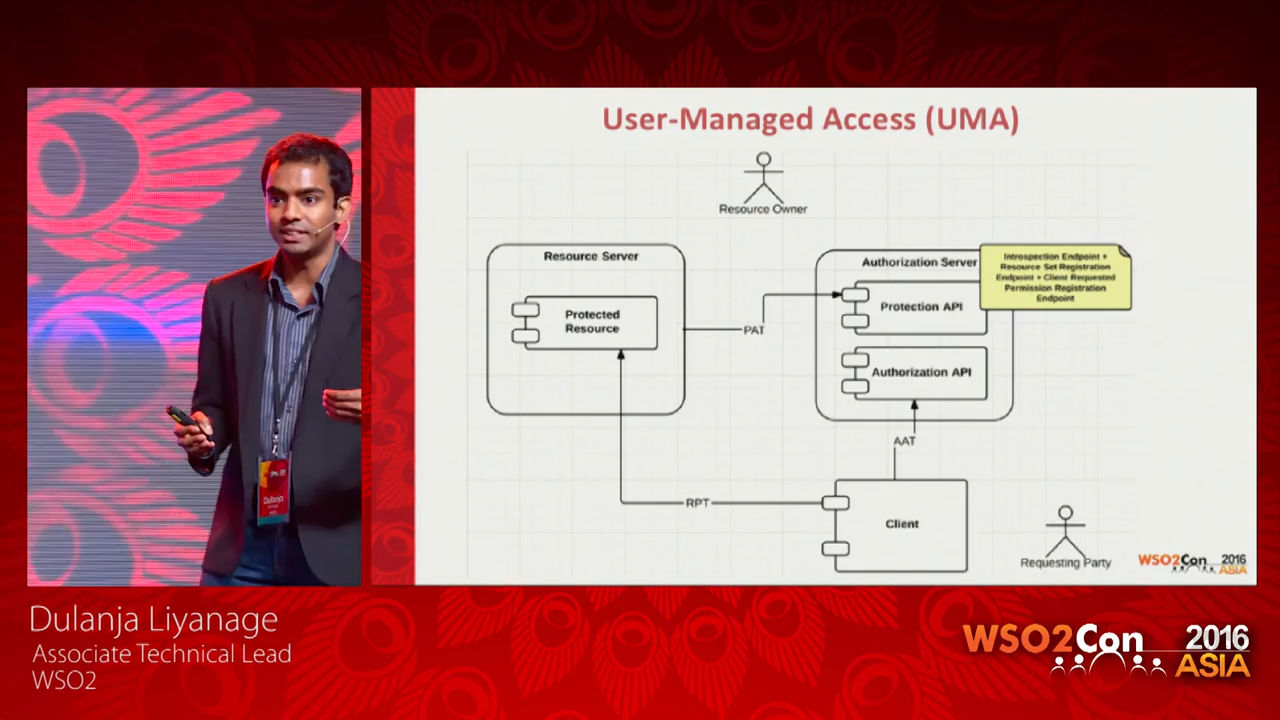 User-Managed Access (UMA)
Resource Owner
Resource Server
Protected
Resource
PAT
Authorization Server
Introspection Endpoint +
Resource Set Registration
Endpoint + Client Requested
Permission Registration
Endpoint
Protection API
Authorization API
AAT
RPT
Client
Requesting Party
WSO2Con 2016
ASIA
Dulanja
Dulanja Liyanage
Associate Technical Lead
WSO2
WSO2Con 2016
ASIA